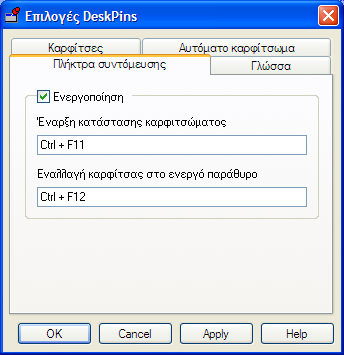 Επιλογές DeskPins
Καρφίτσες
Αυτόματο καρφίτσωμα
Πλήκτρα συντόμευσης
Γλώσσα
Ενεργοποίηση
Έναρξη κατάστασης καρφιτσώματος
Ctrl + F11
Εναλλαγή καρφίτσας στο ενεργό παράθυρο
Ctrl + F12
OK
Cancel
Apply
Help